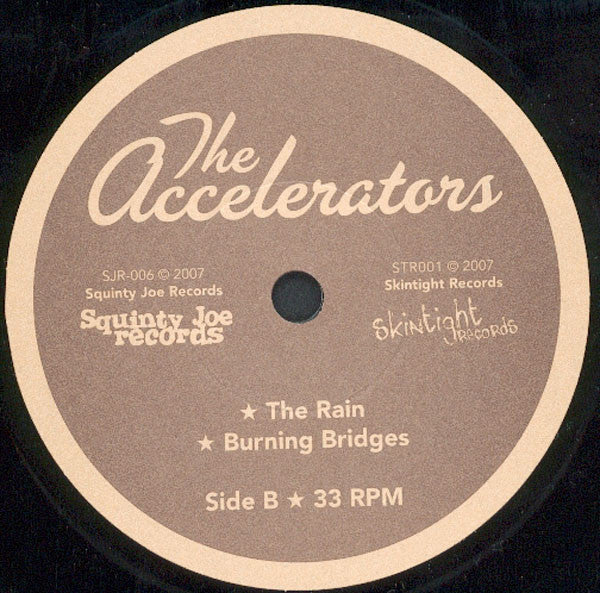 The
Accelerators
SJR-006 © 2007
Squinty Joe Records
Squinty Joe
records
STR001 © 2007
Skintight Records
Skintight
Records
★ The Rain
★ Burning Bridges
Side B ★ 33 RPM